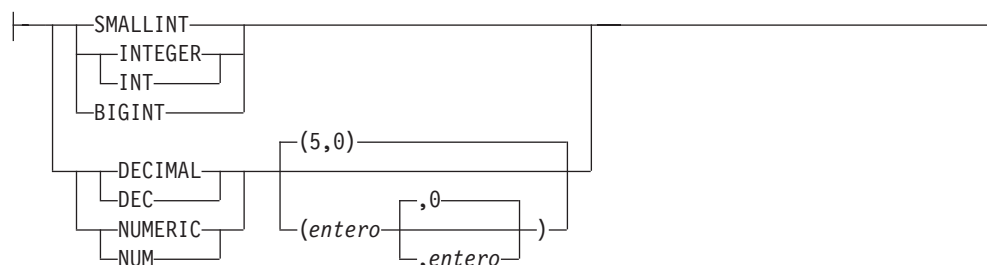 SMALLINT
INTEGER
INT
BIGINT
(5,0)
DECIMAL
DEC
,0
NUMERIC
(entero )
NUM
,entero